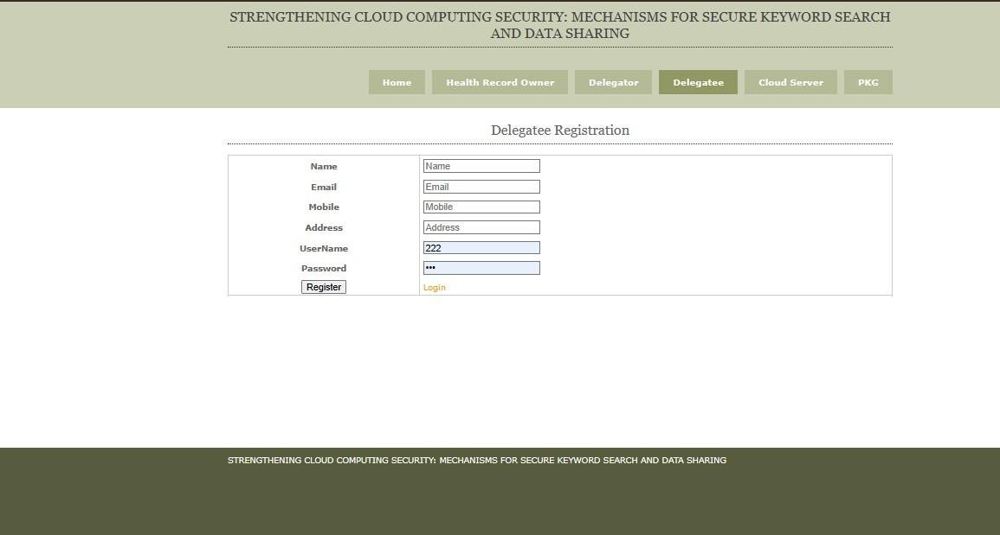 STRENGTHENING CLOUD COMPUTING SECURITY: MECHANISMS FOR SECURE KEYWORD SEARCH
AND DATA SHARING
Home Health Record Owner Delegator Delegatee Cloud Server PKG
Delegatee Registration
Name Name
Email Email
Mobile Mobile
Address Address
UserName 222
Password •••
Register Login
STRENGTHENING CLOUD COMPUTING SECURITY: MECHANISMS FOR SECURE KEYWORD SEARCH AND DATA SHARING